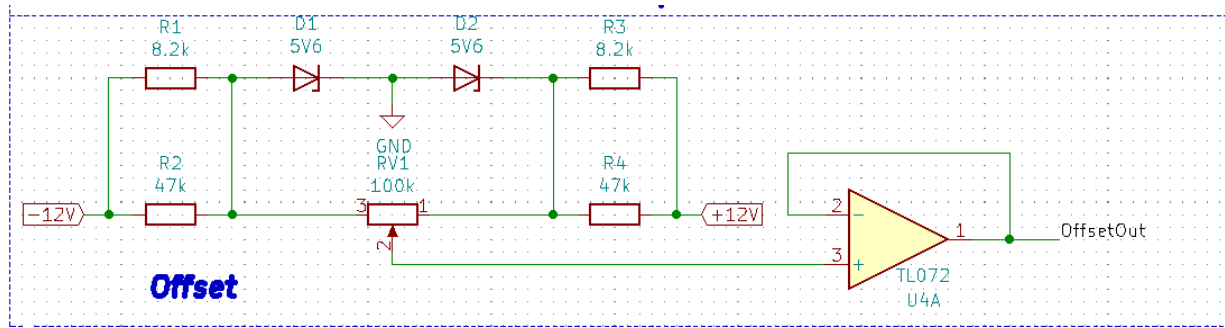 R1
8.2k
D1
5V6
D2
5V6
R3
8.2k
GND
R2
47k
RV1
100k
R4
47k
-12V
3
1
2
+12V
2
-
3
+
1
OffsetOut
TL072
U4A
Offset